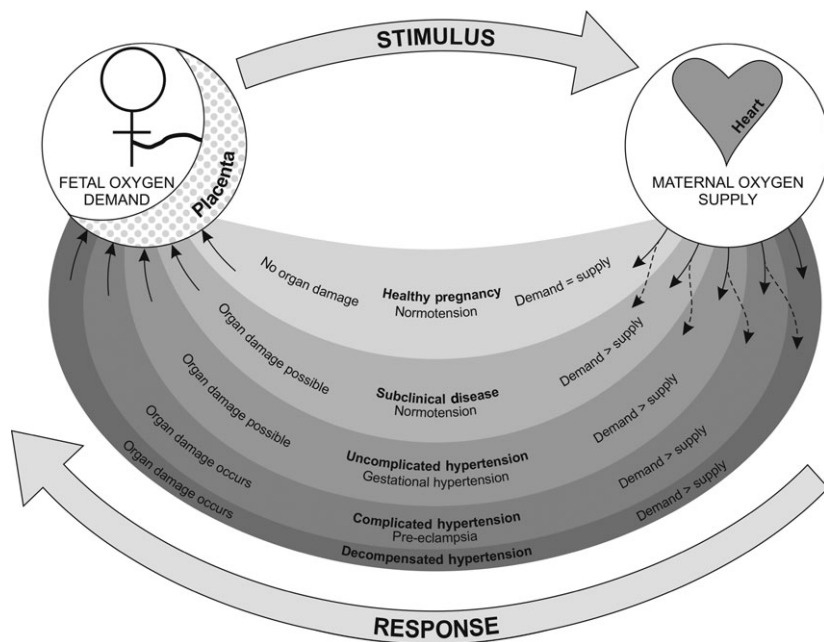 STIMULUS
FETAL OXYGEN
DEMAND
Placenta
Heart
MATERNAL OXYGEN
SUPPLY
No organ damage
Healthy pregnancy
Normotension
Demand = supply
Organ damage possible
Subclinical disease
Normotension
Demand > supply
Organ damage possible
Uncomplicated hypertension
Gestational hypertension
Demand > supply
Organ damage occurs
Complicated hypertension
Pre-eclampsia
Demand > supply
Organ damage occurs
Decompensated hypertension
Demand > supply
RESPONSE